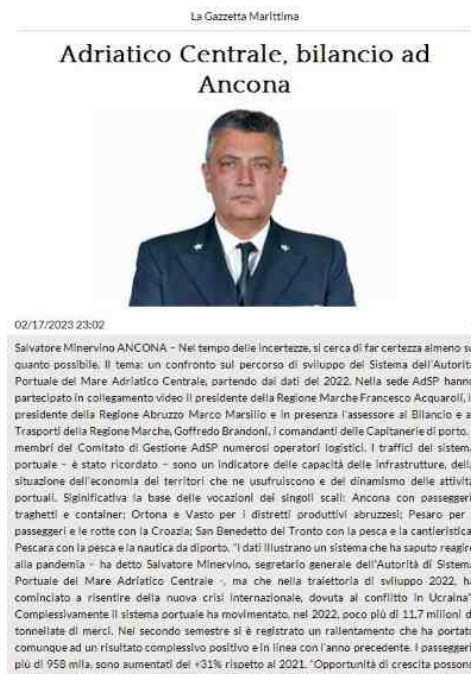 La Gazzetta Marittima
Adriatico Centrale, bilancio ad
Ancona
02/17/2023 23:02
Salvatore Minervino ANCONA – Nel tempo delle incertezze, si cerca di far certezza almeno su
quanto possibile. Il tema: un confronto sul percorso di sviluppo del Sistema dell'Autorità
Portuale del Mare Adriatico Centrale, partendo dai dati del 2022. Nella sede AdSP hanno
partecipato in collegamento video il presidente della Regione Marche Francesco Acquaroli, i
presidente della Regione Abruzzo Marco Marsilio e in presenza l'assessore al Bilancio e a
Trasporti della Regione Marche, Goffredo Brandoni, i comandanti delle Capitanerie di porto,
membri del Comitato di Gestione AdSP numerosi operatori logistici. I traffici del sistema
portuale – è stato ricordato – sono un indicatore delle capacità delle infrastrutture, della
situazione dell'economia dei territori che ne usufruiscono e del dinamismo delle attività
portuali. Siginificativa la base delle vocazioni dei singoli scali: Ancona con passeggeri
traghetti e container; Ortona e Vasto per i distretti produttivi abruzzesi; Pesaro per
passeggeri e le rotte con la Croazia; San Benedetto del Tronto con la pesca e la cantieristica
Pescara con la pesca e la nautica da diporto. "I dati illustrano un sistema che ha saputo reagire
alla pandemia – ha detto Salvatore Minervino, segretario generale dell'Autorità di Sistema
Portuale del Mare Adriatico Centrale -, ma che nella traiettoria di sviluppo 2022, ha
cominciato a risentire della nuova crisi internazionale, dovuta al conflitto in Ucraina"
Complessivamente il sistema portuale ha movimentato, nel 2022, poco più di 11,7 milioni d
tonnellate di merci. Nel secondo semestre si è registrato un rallentamento che ha portato
comunque ad un risultato complessivo positivo e in linea con l'anno precedente. I passeggeri
più di 958 mila, sono aumentati del +31% rispetto al 2021. "Opportunità di crescita possono